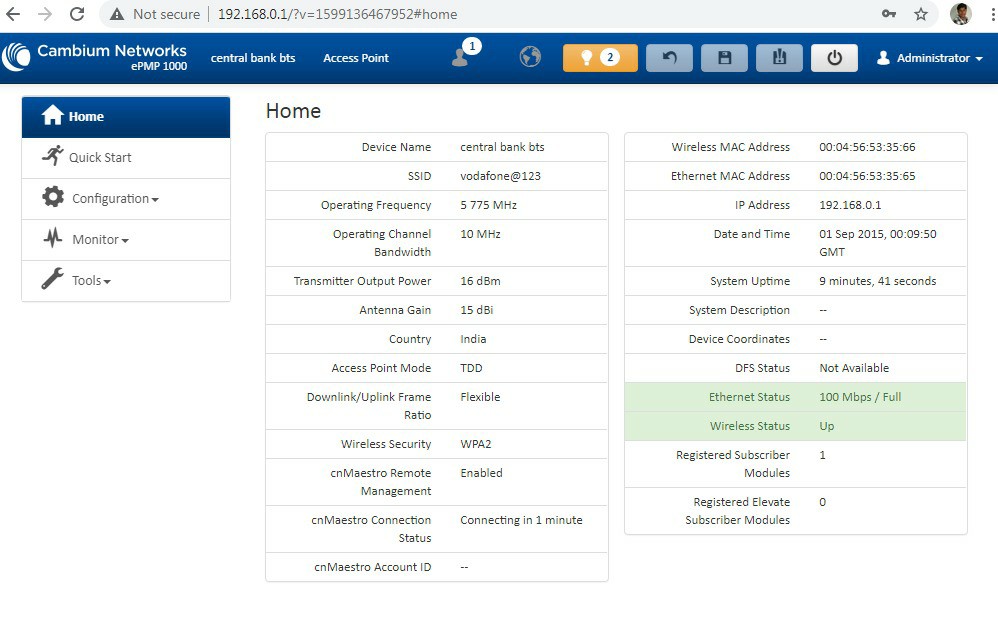 Not secure | 192.168.0.1/?v=1599136467952#home
Cambium Networks
ePMP 1000
central bank bts
Access Point
1
2
Administrator
Home
Quick Start
Configuration
Monitor
Tools
Home
Device Name central bank bts
SSID vodafone@123
Operating Frequency 5 775 MHz
Operating Channel 10 MHz
Bandwidth
Transmitter Output Power 16 dBm
Antenna Gain 15 dBi
Country India
Access Point Mode TDD
Downlink/Uplink Frame Flexible
Ratio
Wireless Security WPA2
cnMaestro Remote Enabled
Management
cnMaestro Connection Connecting in 1 minute
Status
cnMaestro Account ID --
Wireless MAC Address 00:04:56:53:35:66
Ethernet MAC Address 00:04:56:53:35:65
IP Address 192.168.0.1
Date and Time 01 Sep 2015, 00:09:50
GMT
System Uptime 9 minutes, 41 seconds
System Description --
Device Coordinates --
DFS Status Not Available
Ethernet Status 100 Mbps / Full
Wireless Status Up
Registered Subscriber 1
Modules
Registered Elevate 0
Subscriber Modules